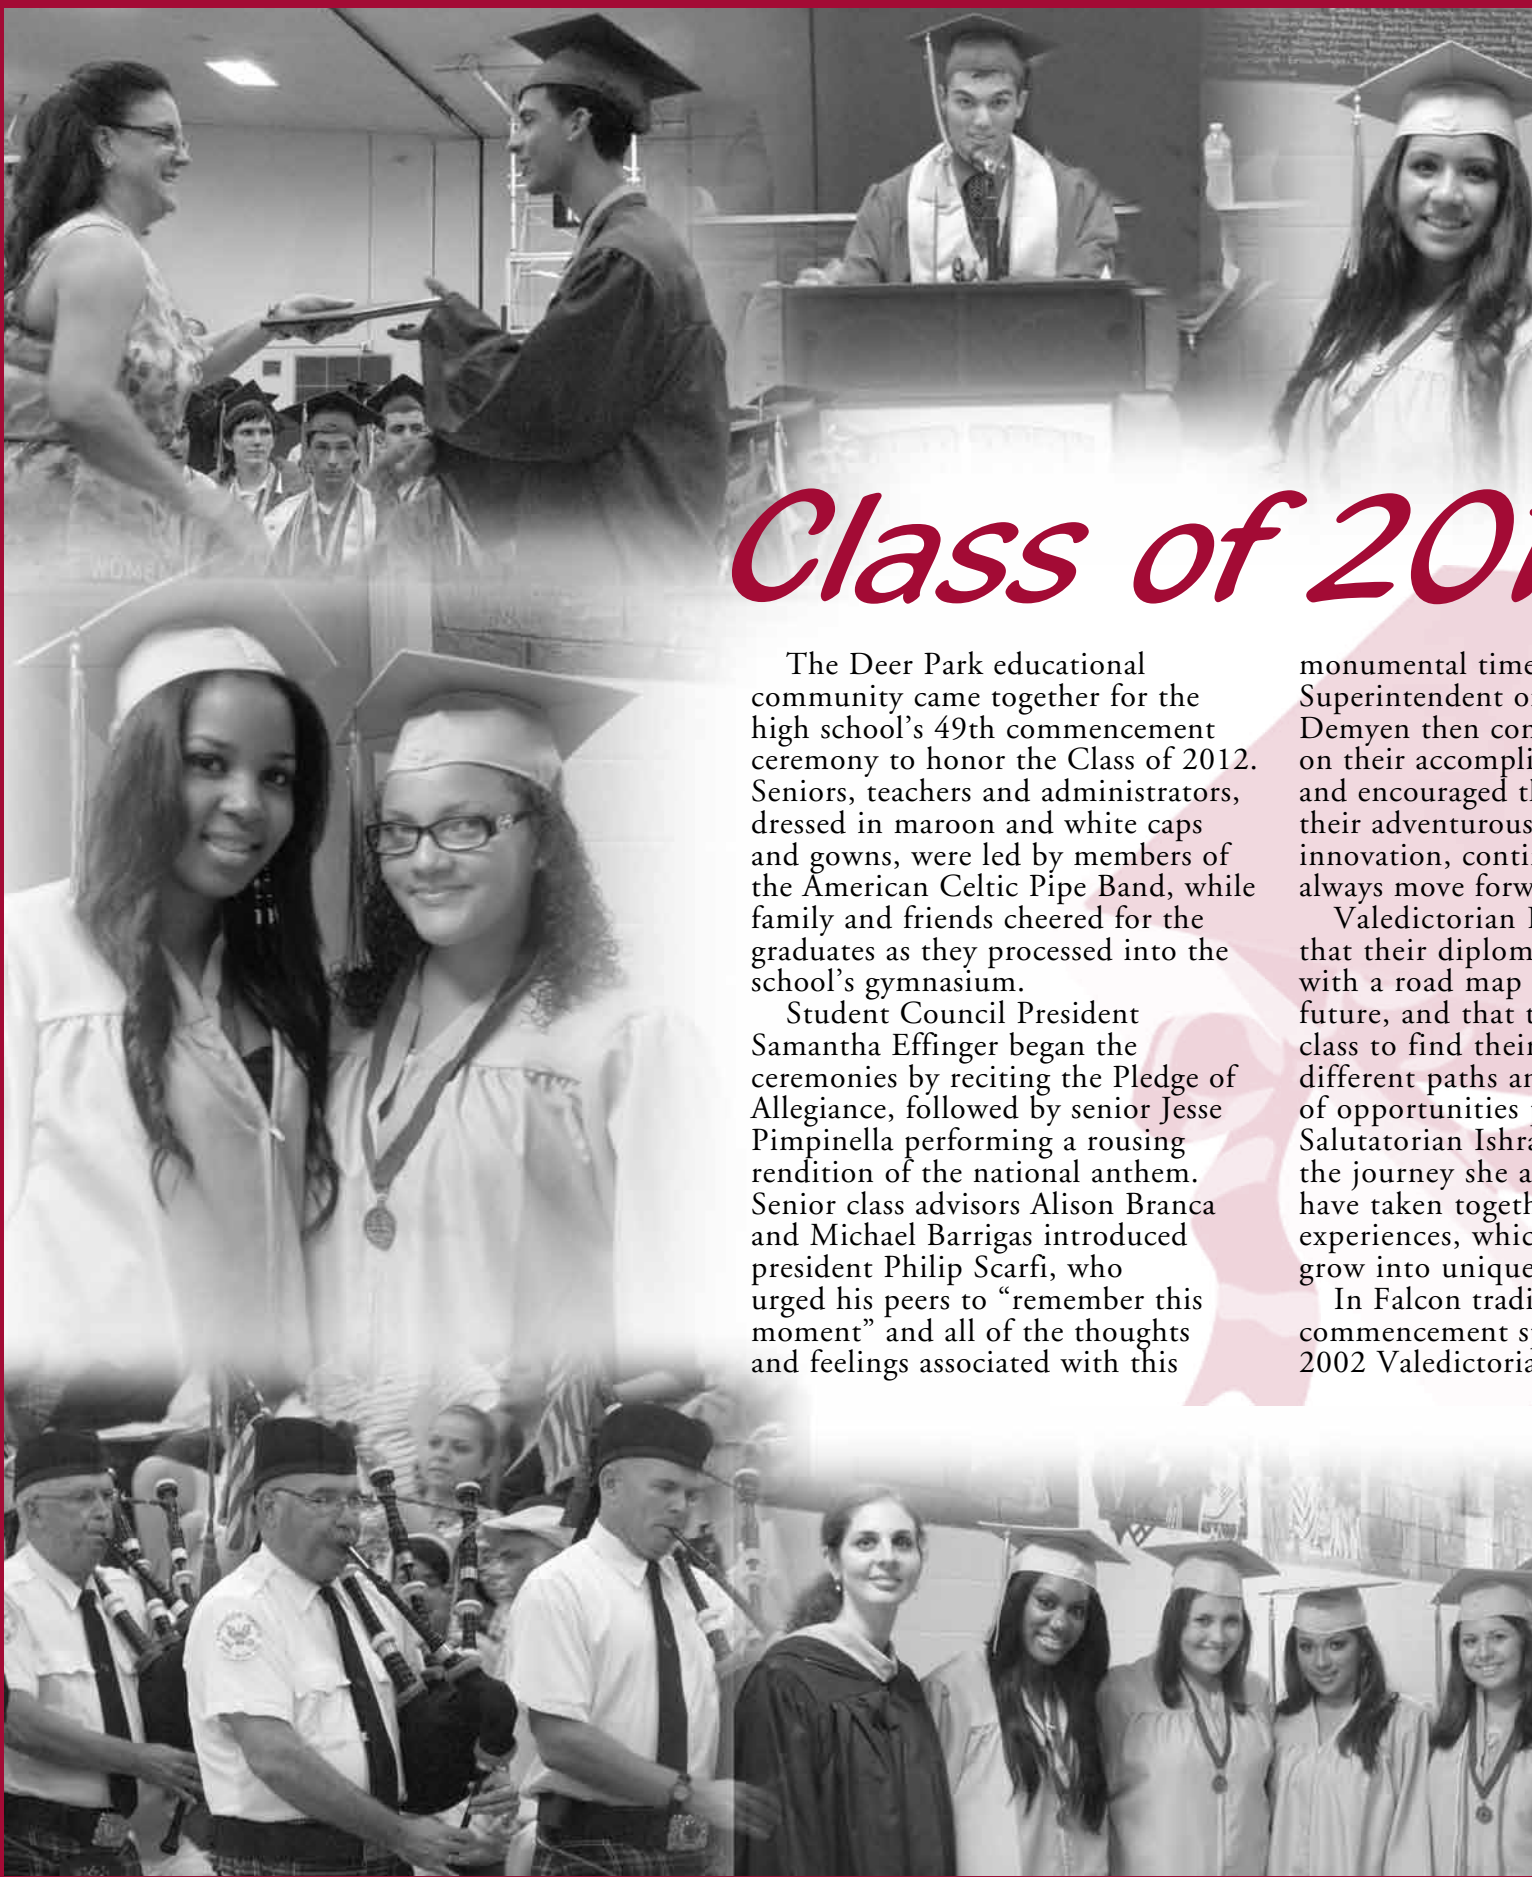 Class of 201
The Deer Park educational
community came together for the
high school's 49th commencement
ceremony to honor the Class of 2012.
Seniors, teachers and administrators,
dressed in maroon and white caps
and gowns, were led by members of
the American Celtic Pipe Band, while
family and friends cheered for the
graduates as they processed into the
school's gymnasium.
Student Council President
Samantha Effinger began the
ceremonies by reciting the Pledge of
Allegiance, followed by senior Jesse
Pimpinella performing a rousing
rendition of the national anthem.
Senior class advisors Alison Branca
and Michael Barrigas introduced
president Philip Scarfi, who
urged his peers to “remember this
moment” and all of the thoughts
and feelings associated with this
monumental time
Superintendent o
Demyen then con
on their accompli
and encouraged t
their adventurous
innovation, conti
always move forw
Valedictorian
that their diplom
with a road map
future, and that t
class to find their
different paths a
of opportunities
Salutatorian Ishra
the journey she a
have taken togeth
experiences, whic
grow into unique
In Falcon tradi
commencement s
2002 Valedictoria
WOMEN